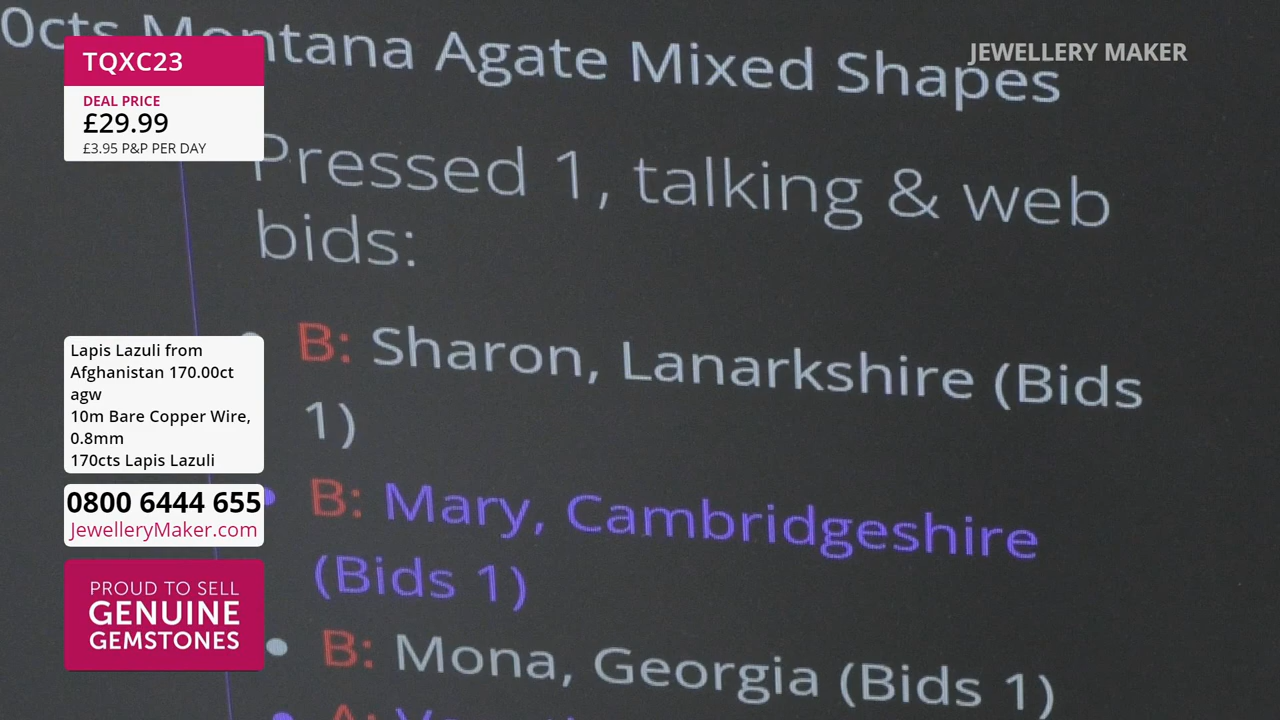 0cts Montana Agate Mixed Shapes
TQXC23
JEWELLERY MAKER
DEAL PRICE
£29.99
£3.95 P&P PER DAY
Pressed 1, talking & web
bids:
B: Sharon, Lanarkshire (Bids
1)
B: Mary, Cambridgeshire
(Bids 1)
B: Mona, Georgia (Bids 1)
A:
Lapis Lazuli from
Afghanistan 170.00ct
agw
10m Bare Copper Wire,
0.8mm
170cts Lapis Lazuli
0800 6444 655
JewelleryMaker.com
PROUD TO SELL
GENUINE
GEMSTONES